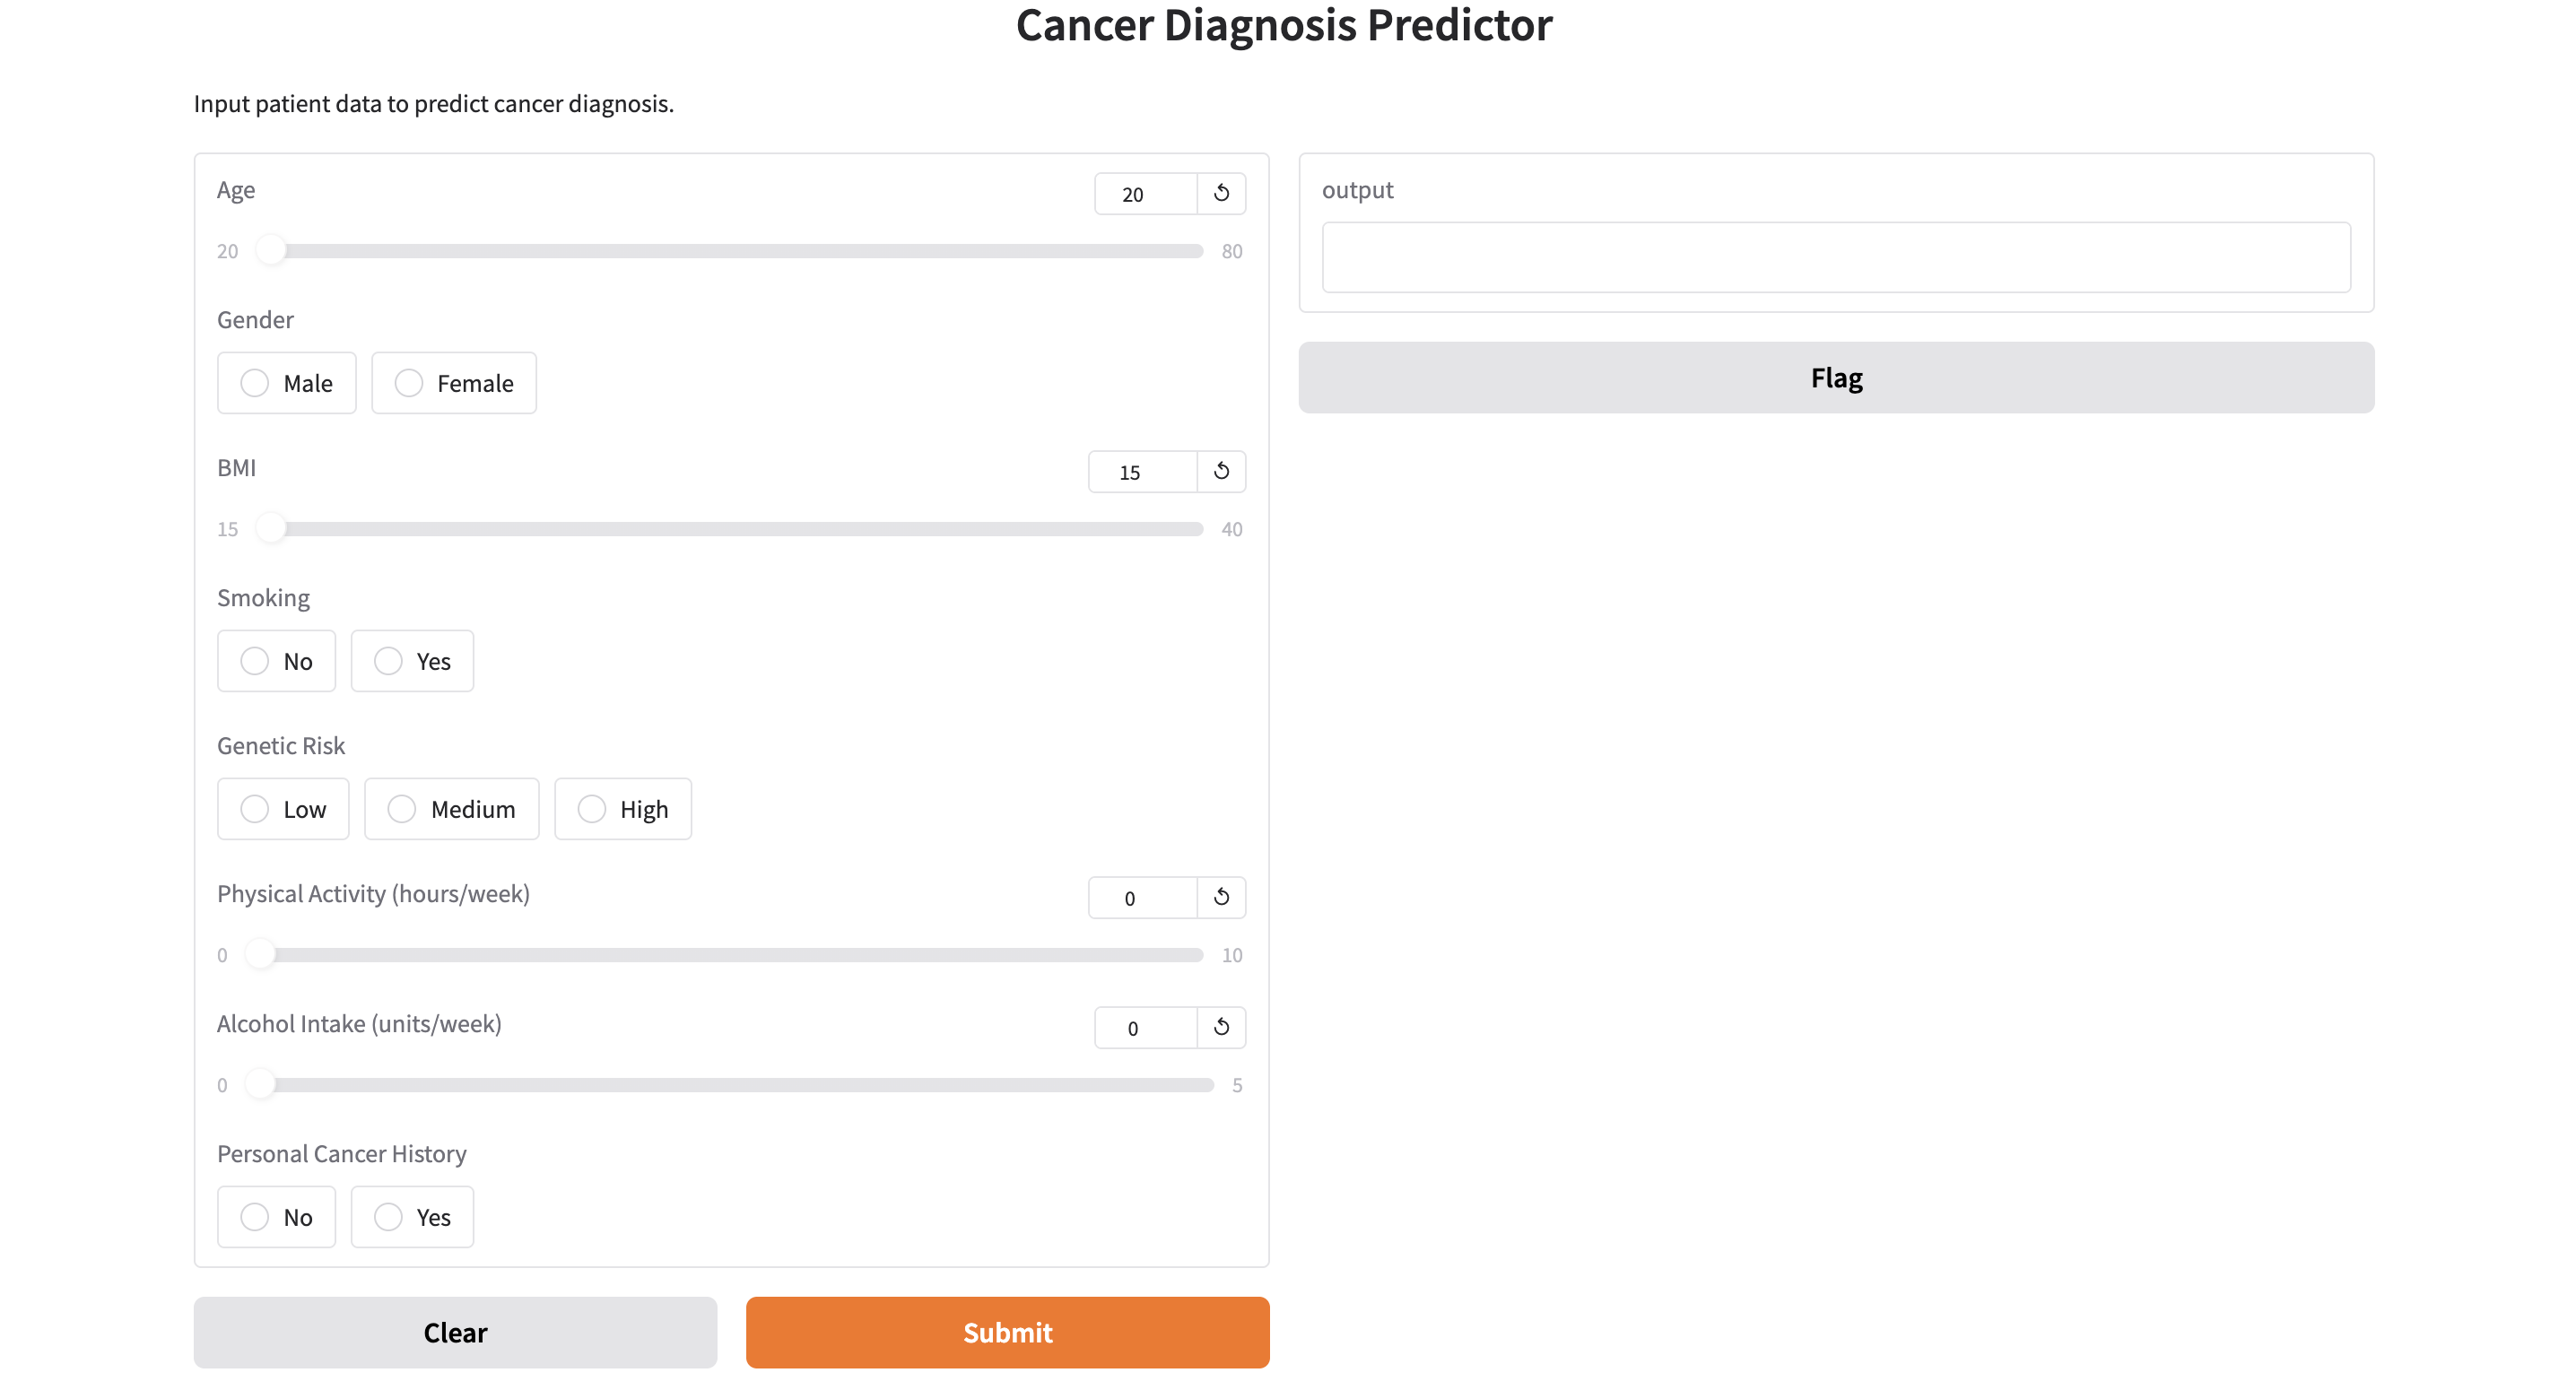 Cancer Diagnosis Predictor
Input patient data to predict cancer diagnosis.
Age 20
20 80
Gender
Male Female
BMI 15
15 40
Smoking
No Yes
Genetic Risk
Low Medium High
Physical Activity (hours/week) 0
0 10
Alcohol Intake (units/week) 0
0 5
Personal Cancer History
No Yes
Clear Submit
output
Flag